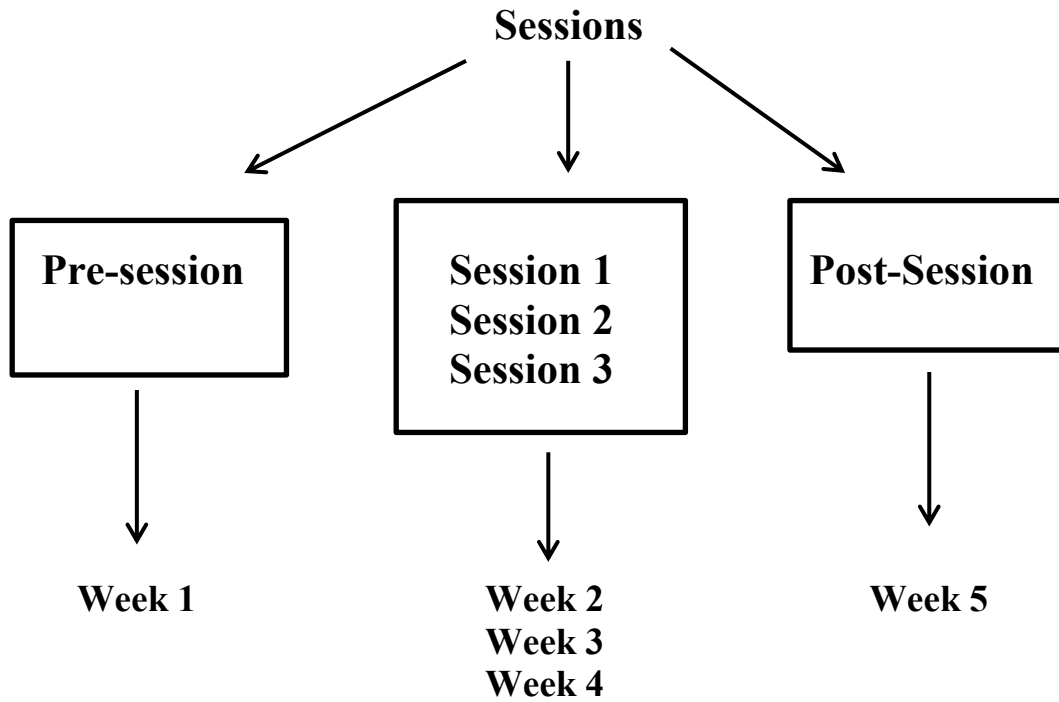 Sessions
Pre-session
Session 1
Session 2
Session 3
Post-Session
Week 1
Week 2
Week 3
Week 4
Week 5